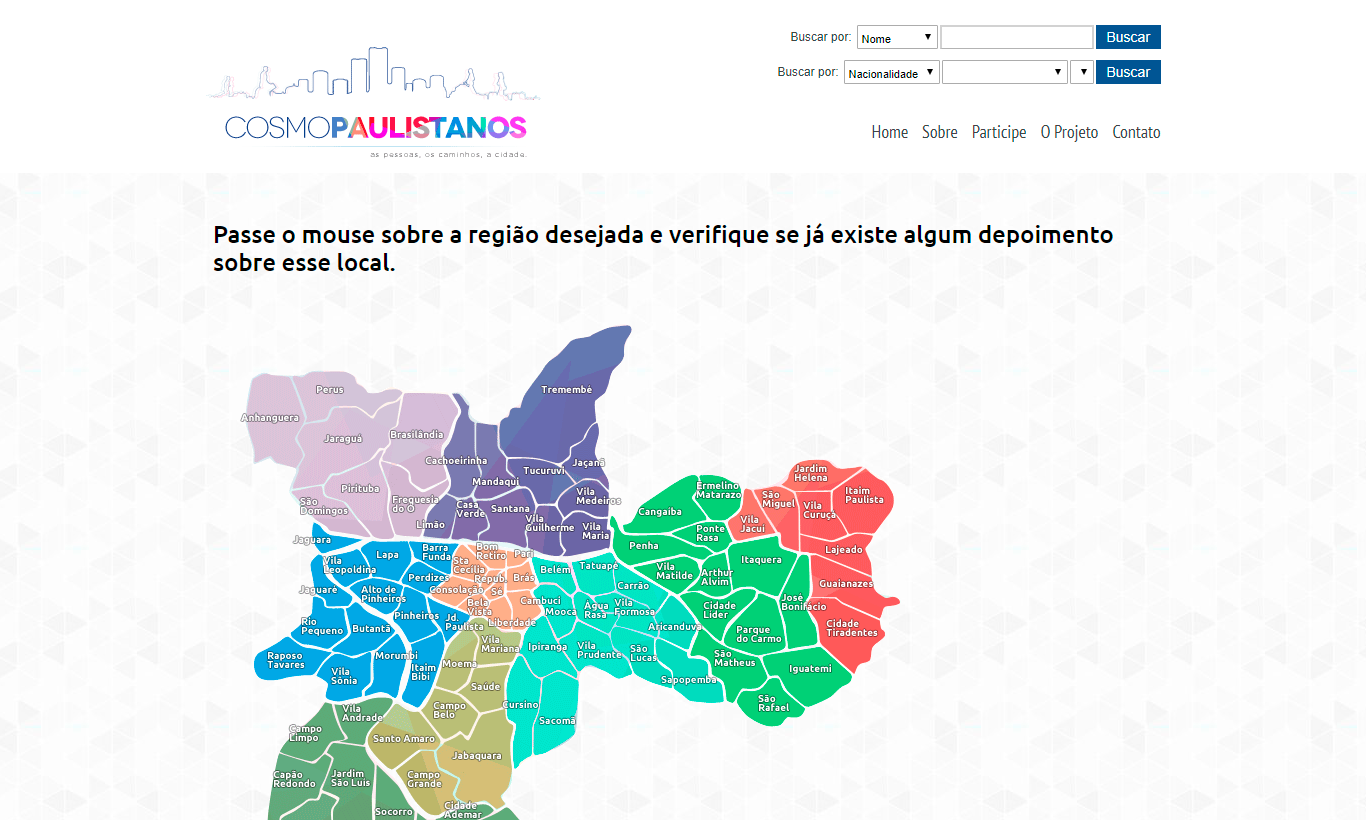 Buscar por: Nome Buscar
Buscar por: Nacionalidade Buscar
COSMOPAULISTANOS
as pessoas, os caminhos, a cidade.
Home Sobre Participe O Projeto Contato
Passe o mouse sobre a região desejada e verifique se já existe algum depoimento
sobre esse local.
Perus
Tremembé
Anhanguera
Jaraguá
Brasilândia
Cachoeirinha
Tucuruvi
Jaçanã
Mandaqui
Pirituba
São
Domingos
Freguesia
do Ó
Limão
Casa
Verde
Santana
Vila
Medeiros
Vila
Guilherme
Vila
Maria
Jardim
Helena
Ermelino
Matarazo
São
Miguel
Itaim
Paulista
Vila
Curuçá
Cangaiba
Vila
Jacuí
Ponte
Rasa
Penha
Lajeado
Jaguara
Lapa
Barra
Funda
Bom
Retiro
Pari
Vila
Leopoldina
Sta
Cecília
Perdizes
Repub.
Brás
Belém
Tatuapé
Vila
Matilde
Arthur
Alvim
Itaquera
Guaianazes
Jaguaré
Alto de
Pinheiros
Consolação
Sé
Carrão
Bela
Vista
Cambuci
Mooca
Água
Rasa
Vila
Formosa
Cidade
Lider
José
Bonifácio
Pinheiros
Jd.
Paulista
Liberdade
Aricanduva
Rio
Pequeno
Butantã
Parque
do Carmo
Cidade
Tiradentes
Vila
Mariana
Ipiranga
Vila
Prudente
São
Lucas
São
Matheus
Raposo
Tavares
Morumbi
Moema
Itaim
Bibi
Vila
Sônia
Saúde
Sapopemba
Iguatemi
Cursino
São
Rafael
Vila
Andrade
Campo
Belo
Sacomã
Campo
Limpo
Santo Amaro
Jabaquara
Capão
Redondo
Jardim
São Luis
Campo
Grande
Socorro
Cidade
Ademar